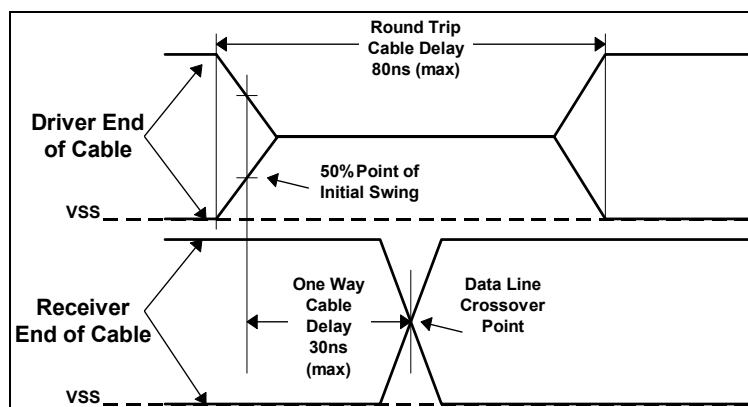 Round Trip
Cable Delay
80ns (max)
Driver End
of Cable
50% Point of
Initial Swing
VSS
One Way
Cable
Delay
30ns
(max)
Data Line
Crossover
Point
Receiver
End of Cable
VSS